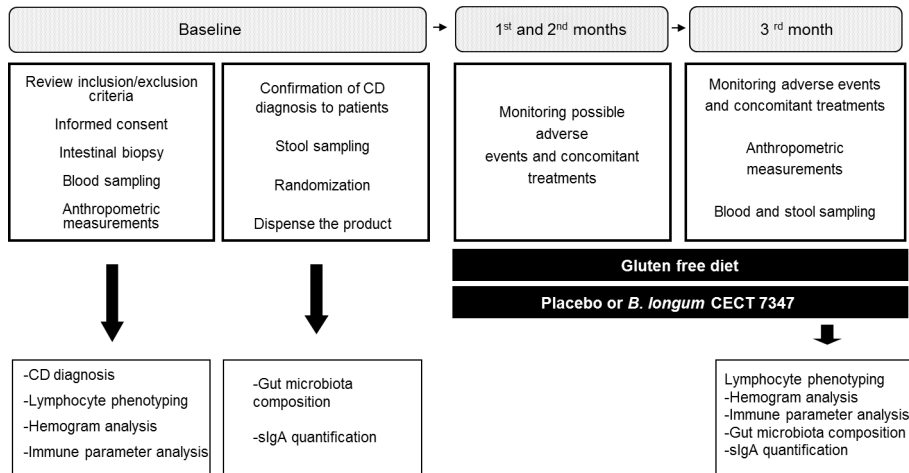 Baseline
1st and 2nd months
3 rd month
Review inclusion/exclusion
criteria
Informed consent
Intestinal biopsy
Blood sampling
Anthropometric
measurements
Confirmation of CD
diagnosis to patients
Stool sampling
Randomization
Dispense the product
Monitoring possible
adverse
events and concomitant
treatments
Monitoring adverse events
and concomitant treatments
Anthropometric
measurements
Blood and stool sampling
Gluten free diet
Placebo or B. longum CECT 7347
-CD diagnosis
-Lymphocyte phenotyping
-Hemogram analysis
-Immune parameter analysis
-Gut microbiota
composition
-sIgA quantification
Lymphocyte phenotyping
-Hemogram analysis
-Immune parameter analysis
-Gut microbiota composition
-sIgA quantification